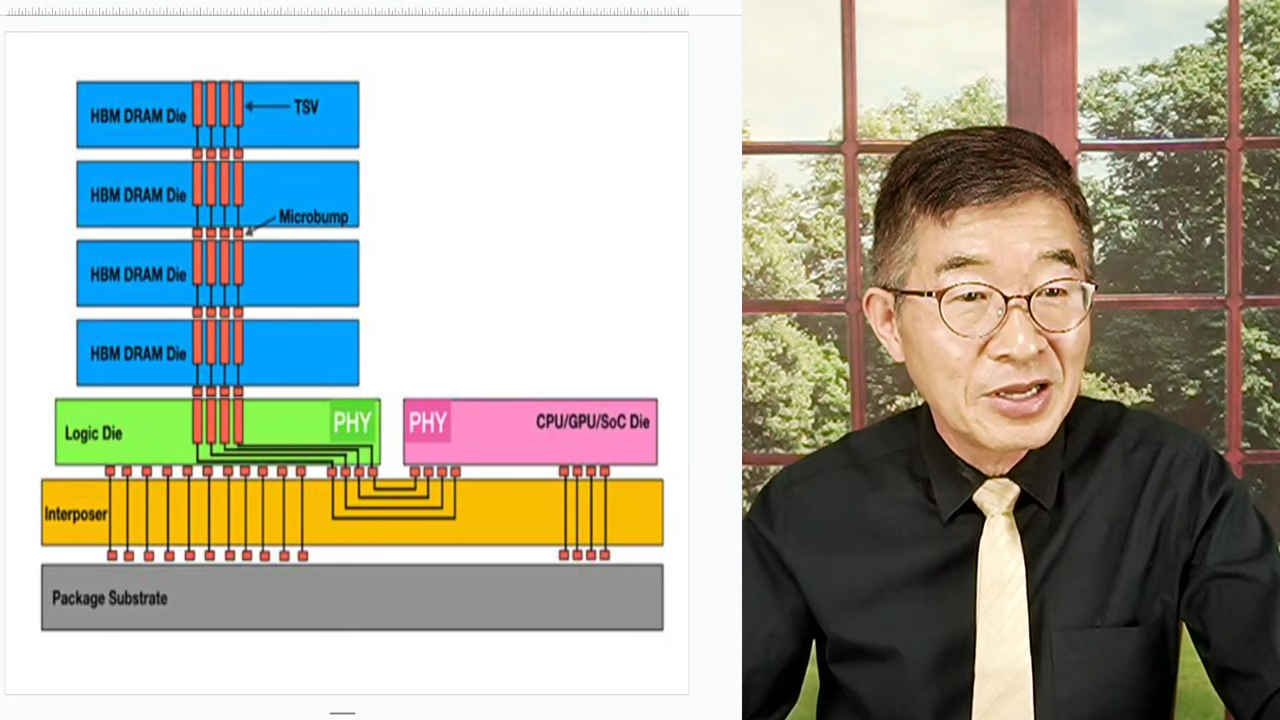 HBM DRAM Die
TSV
HBM DRAM Die
Microbump
HBM DRAM Die
HBM DRAM Die
Logic Die
PHY
PHY
CPU/GPU/SoC Die
Interposer
Package Substrate